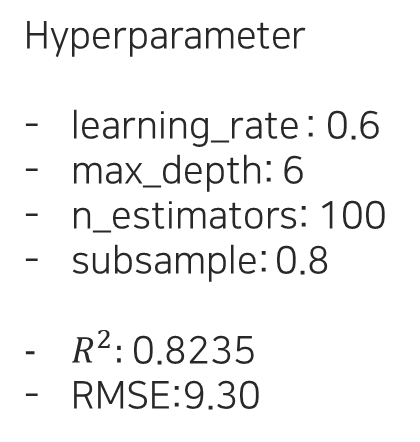 Hyperparameter
- learning_rate: 0.6
- max_depth: 6
- n_estimators: 100
- subsample: 0.8
- R²: 0.8235
- RMSE:9.30